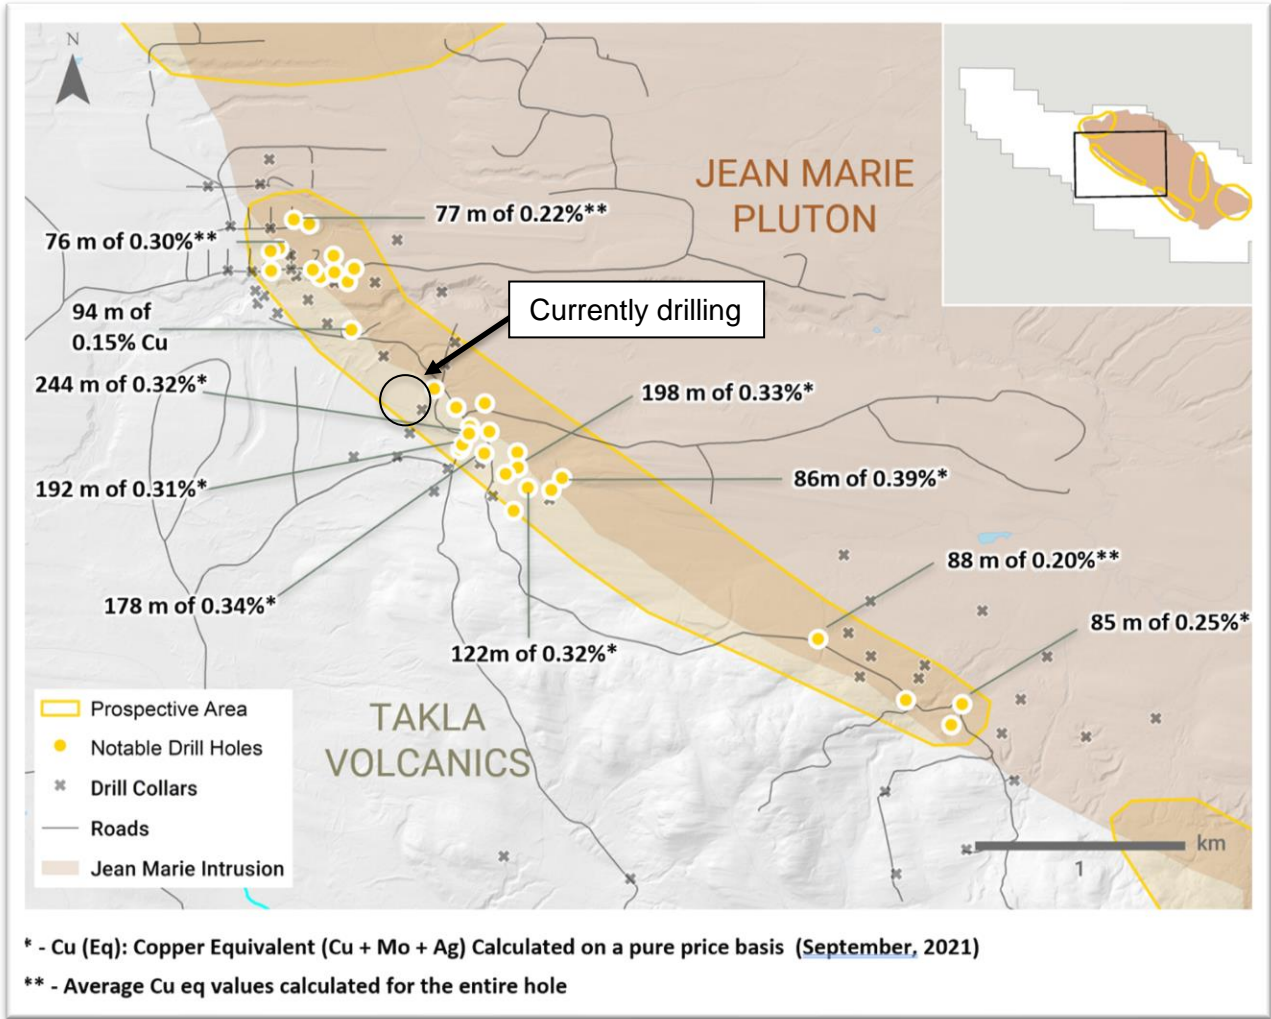 N
JEAN MARIE
PLUTON
77 m of 0.22%**
76 m of 0.30%**
94 m of
0.15% Cu
Currently drilling
244 m of 0.32%*
198 m of 0.33%*
192 m of 0.31%*
86m of 0.39%*
178 m of 0.34%*
88 m of 0.20%**
122m of 0.32%*
85 m of 0.25%*
TAKLA
VOLCANICS
Prospective Area
Notable Drill Holes
Drill Collars
Roads
Jean Marie Intrusion
km
1
* - Cu (Eq): Copper Equivalent (Cu + Mo + Ag) Calculated on a pure price basis (September, 2021)
** - Average Cu eq values calculated for the entire hole